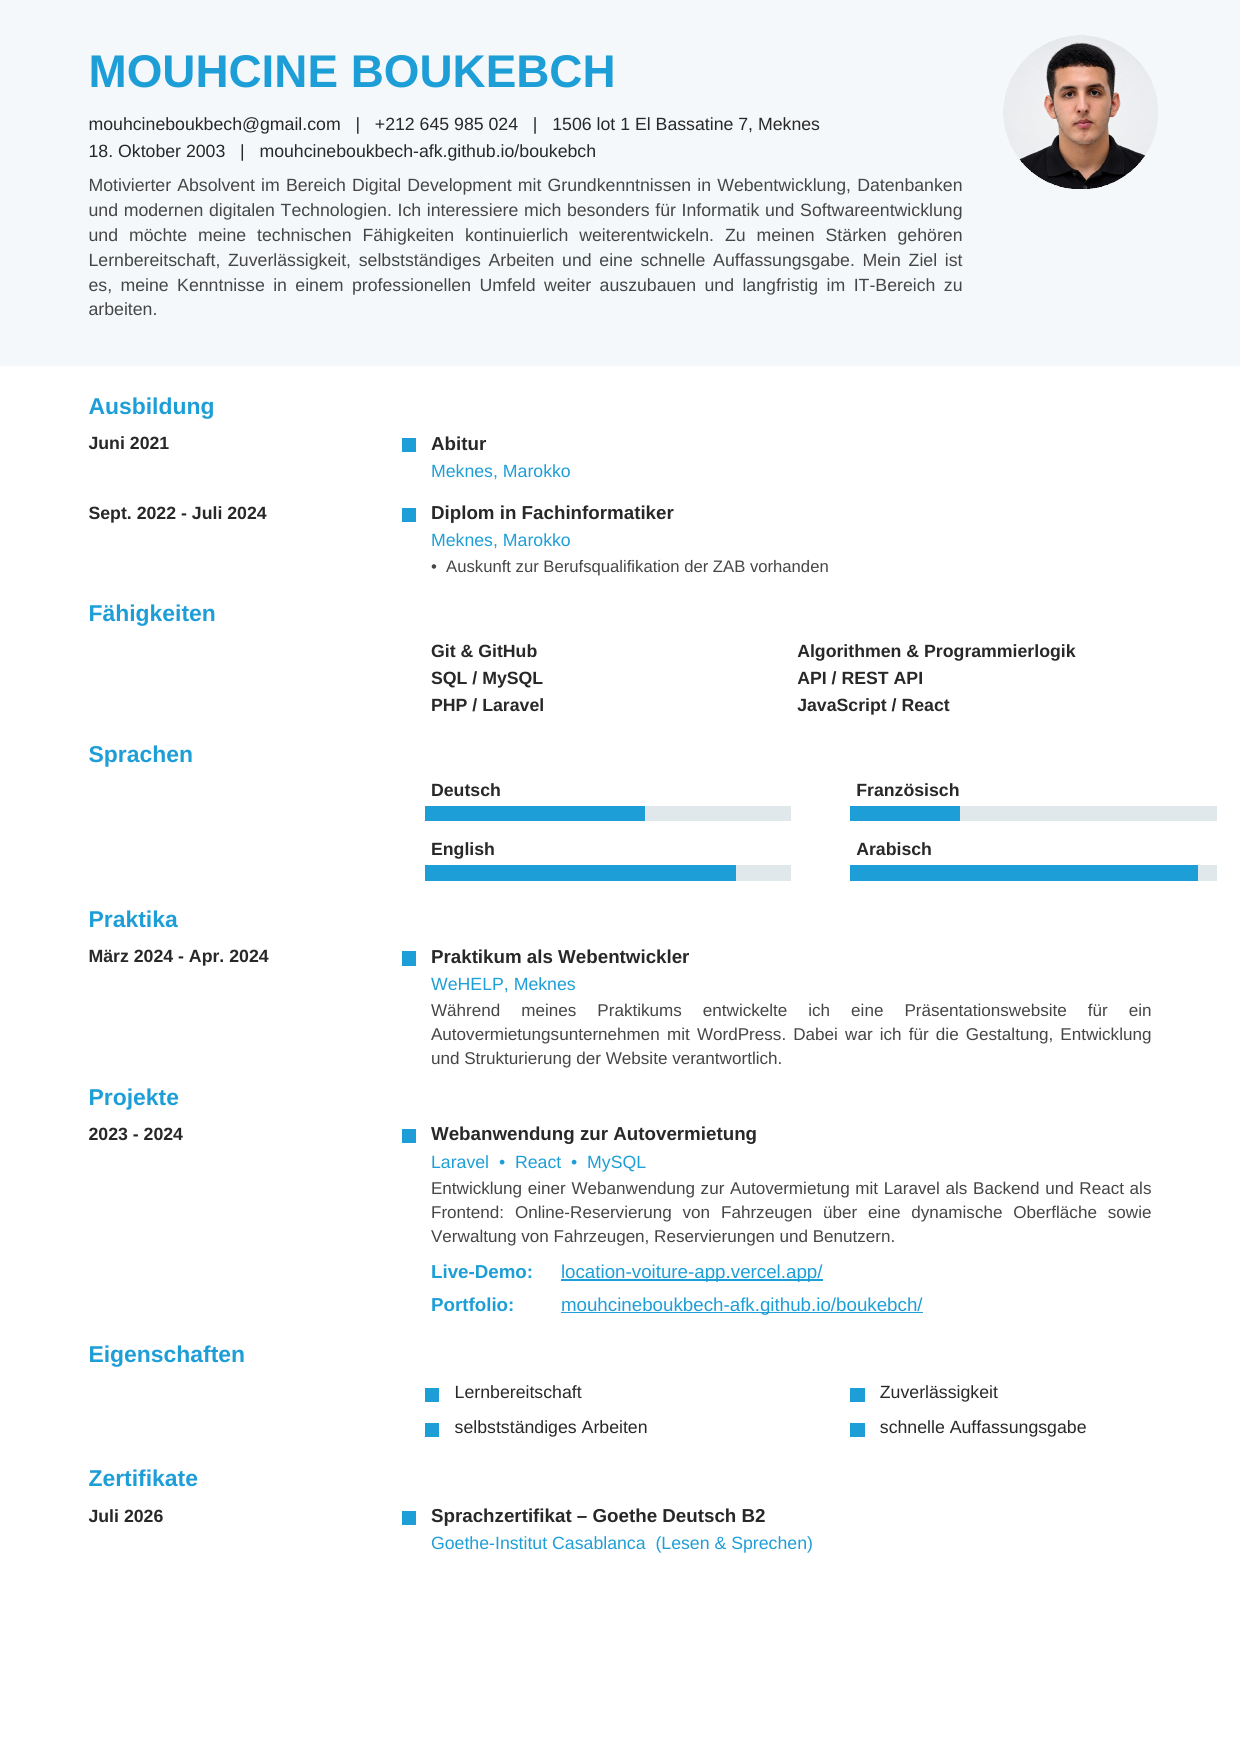 MOUHCINE BOUKEBCH
mouhcineboukbech@gmail.com | +212 645 985 024 | 1506 lot 1 El Bassatine 7, Meknes
18. Oktober 2003 | mouhcineboukbech-afk.github.io/boukebch
Motivierter Absolvent im Bereich Digital Development mit Grundkenntnissen in Webentwicklung, Datenbanken
und modernen digitalen Technologien. Ich interessiere mich besonders für Informatik und Softwareentwicklung
und möchte meine technischen Fähigkeiten kontinuierlich weiterentwickeln. Zu meinen Stärken gehören
Lernbereitschaft, Zuverlässigkeit, selbstständiges Arbeiten und eine schnelle Auffassungsgabe. Mein Ziel ist
es, meine Kenntnisse in einem professionellen Umfeld weiter auszubauen und langfristig im IT-Bereich zu
arbeiten.
Ausbildung
Juni 2021
Abitur
Meknes, Marokko
Sept. 2022 - Juli 2024
Diplom in Fachinformatiker
Meknes, Marokko
• Auskunft zur Berufsqualifikation der ZAB vorhanden
Fähigkeiten
Git & GitHub
Algorithmen & Programmierlogik
SQL / MySQL
API / REST API
PHP / Laravel
JavaScript / React
Sprachen
Deutsch
Französisch
English
Arabisch
Praktika
März 2024 - Apr. 2024
Praktikum als Webentwickler
WeHELP, Meknes
Während meines Praktikums entwickelte ich eine Präsentationswebsite für ein
Autovermietungsunternehmen mit WordPress. Dabei war ich für die Gestaltung, Entwicklung
und Strukturierung der Website verantwortlich.
Projekte
2023 - 2024
Webanwendung zur Autovermietung
Laravel • React • MySQL
Entwicklung einer Webanwendung zur Autovermietung mit Laravel als Backend und React als
Frontend: Online-Reservierung von Fahrzeugen über eine dynamische Oberfläche sowie
Verwaltung von Fahrzeugen, Reservierungen und Benutzern.
Live-Demo: location-voiture-app.vercel.app/
Portfolio: mouhcineboukbech-afk.github.io/boukebch/
Eigenschaften
Lernbereitschaft
Zuverlässigkeit
selbstständiges Arbeiten
schnelle Auffassungsgabe
Zertifikate
Juli 2026
Sprachzertifikat – Goethe Deutsch B2
Goethe-Institut Casablanca (Lesen & Sprechen)